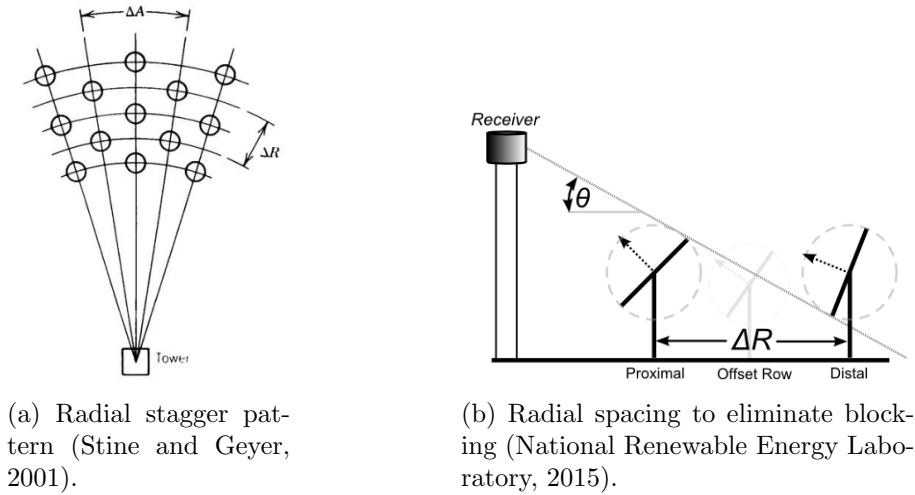 ΔA
ΔR
Tower
Receiver
θ
ΔR
Proximal
Offset Row
Distal
(a) Radial stagger pat-
tern (Stine and Geyer,
2001).
(b) Radial spacing to eliminate block-
ing (National Renewable Energy Labo-
ratory, 2015).